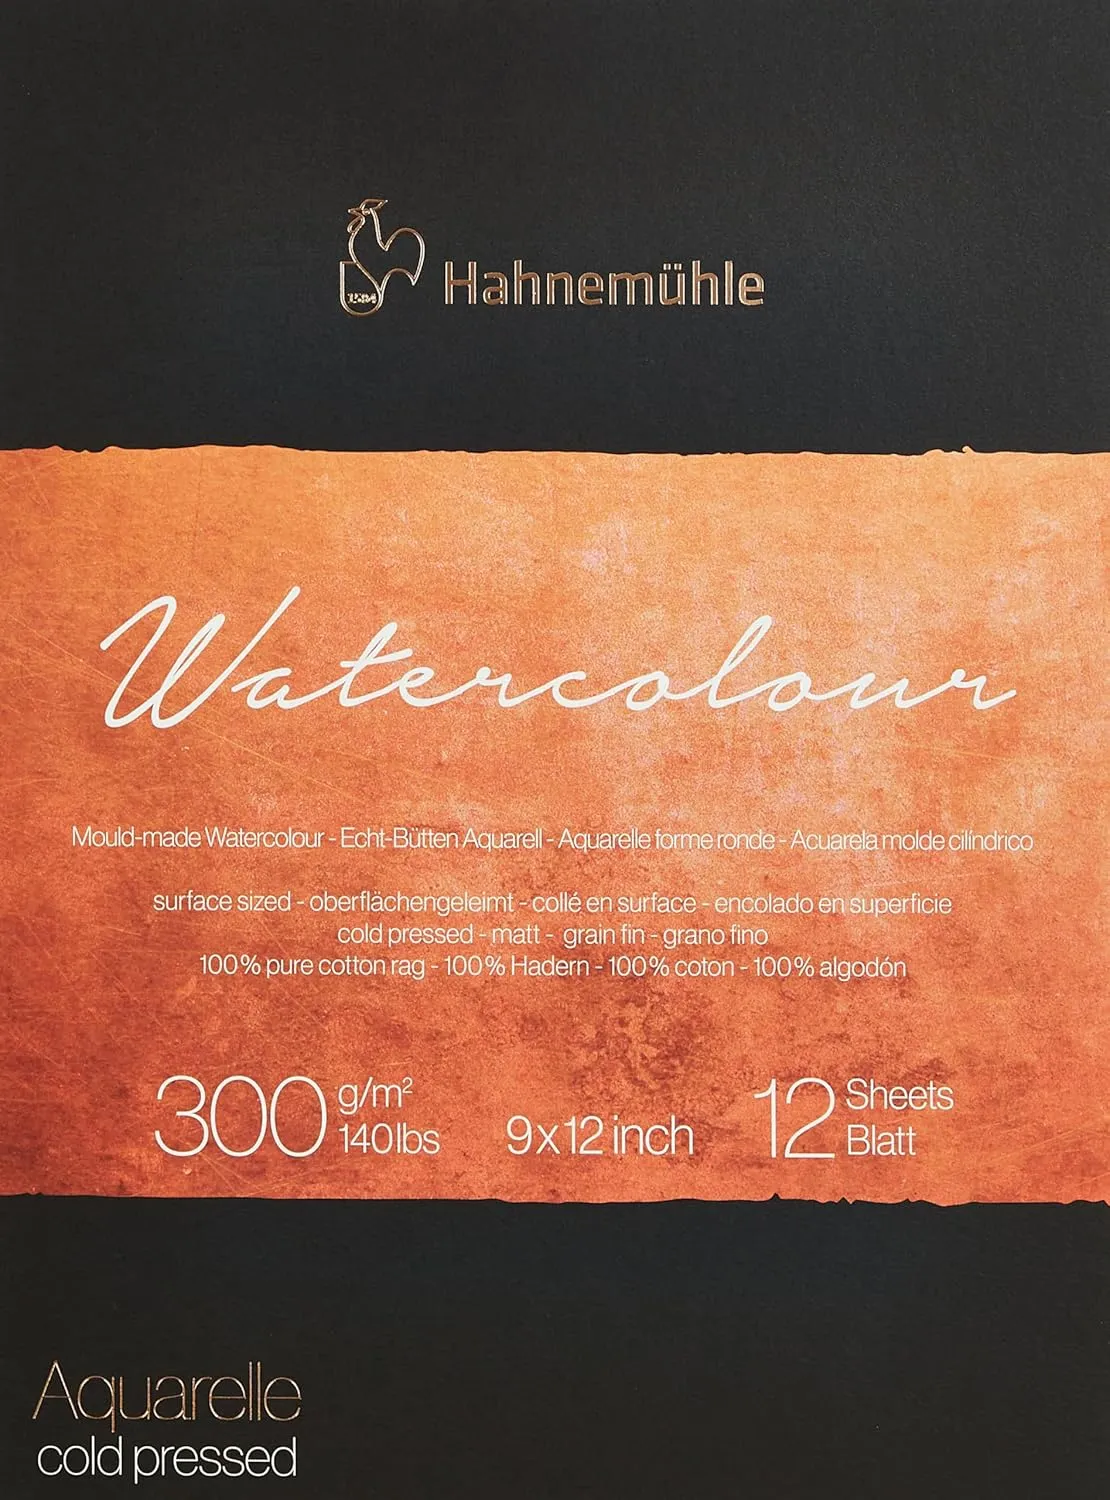 1584
Hahnemühle
Watercolour
Mould-made Watercolour - Echt-Bütten Aquarell - Aquarelle forme ronde - Acuarela molde cilíndrico
surface sized - oberflächengeleimt - collé en surface - encolado en superficie
cold pressed - matt - grain fin - grano fino
100% pure cotton rag - 100% Hadern - 100% coton - 100% algodón
300 g/m²
140lbs
9x12 inch
12 Sheets
Blatt
Aquarelle
cold pressed